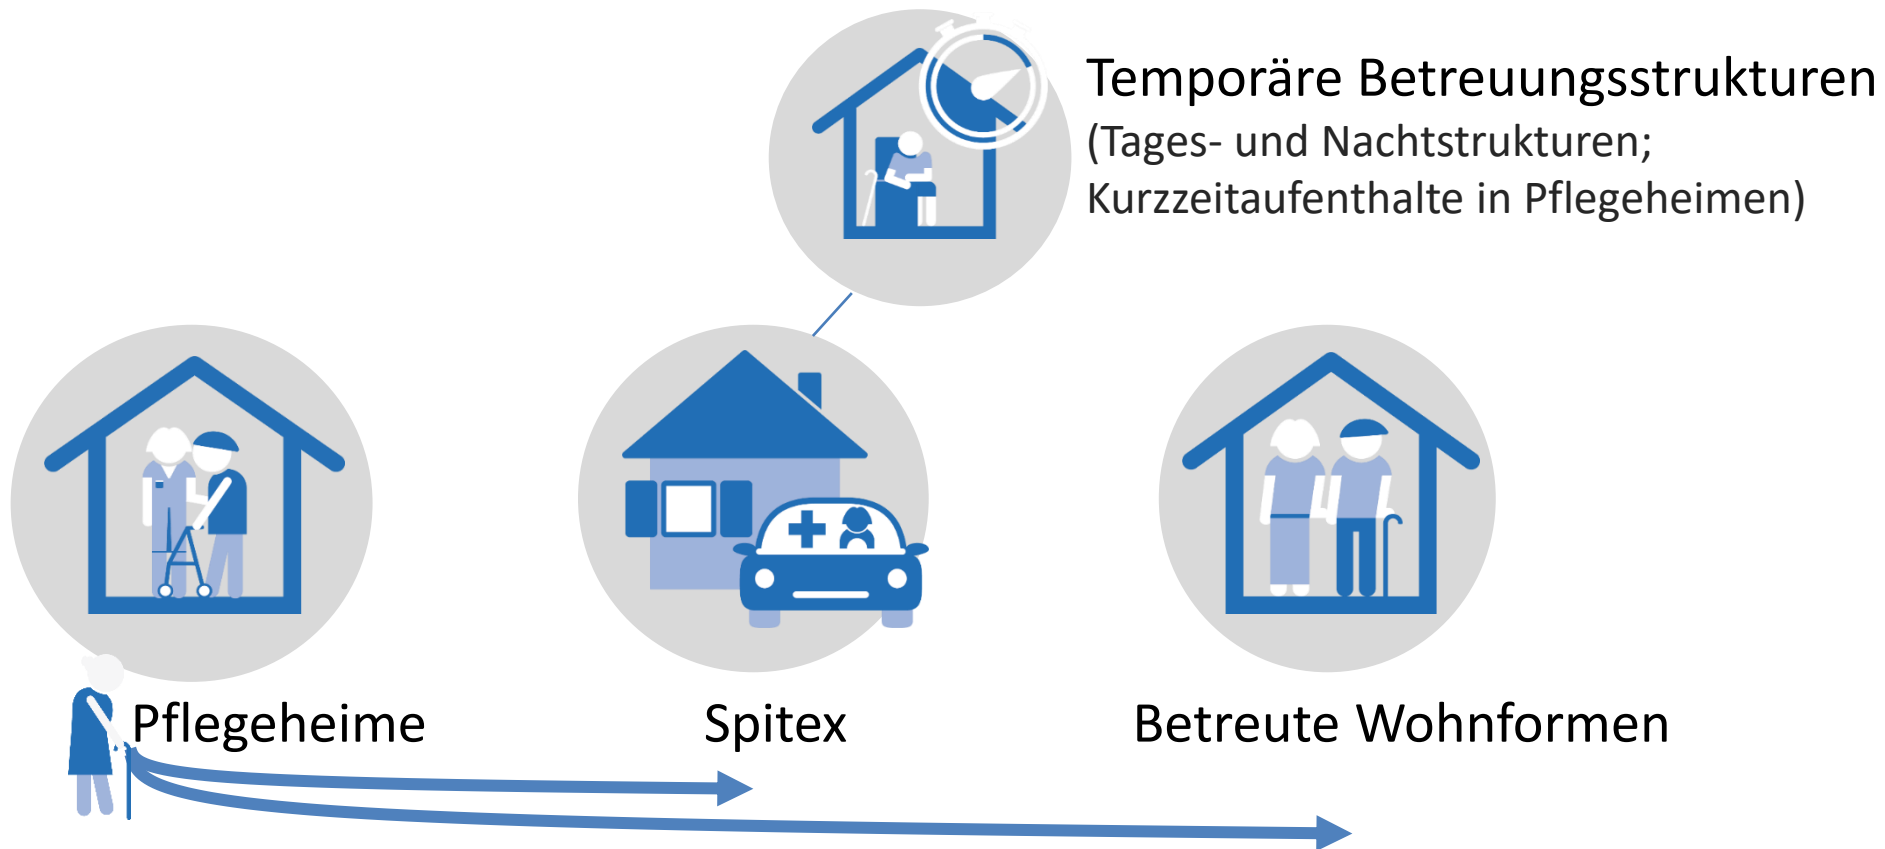 Temporäre Betreuungsstrukturen
(Tages- und Nachtstrukturen;
Kurzzeitaufenthalte in Pflegeheimen)
Pflegeheime
Spitex
Betreute Wohnformen